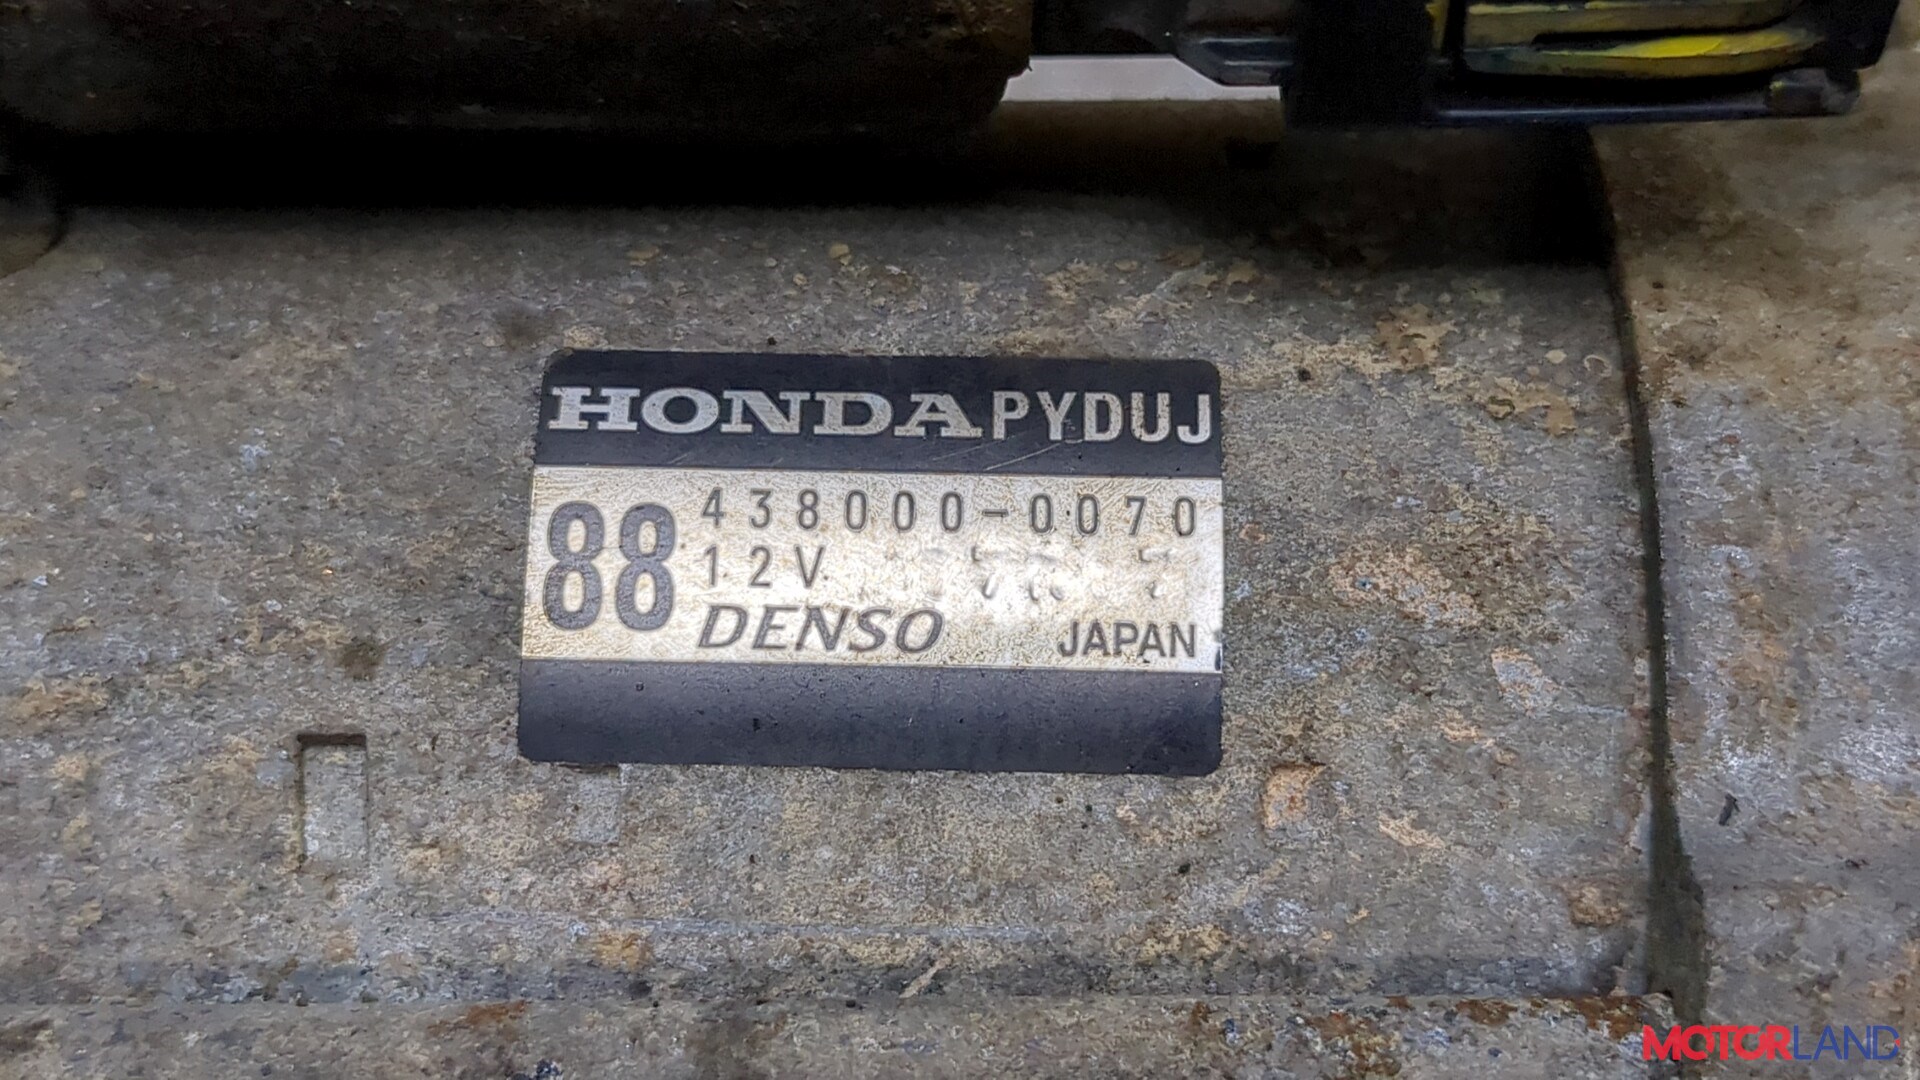 HONDA PYDUJ
88
438000-0070
12V
DENSO JAPAN
MOTORLAND